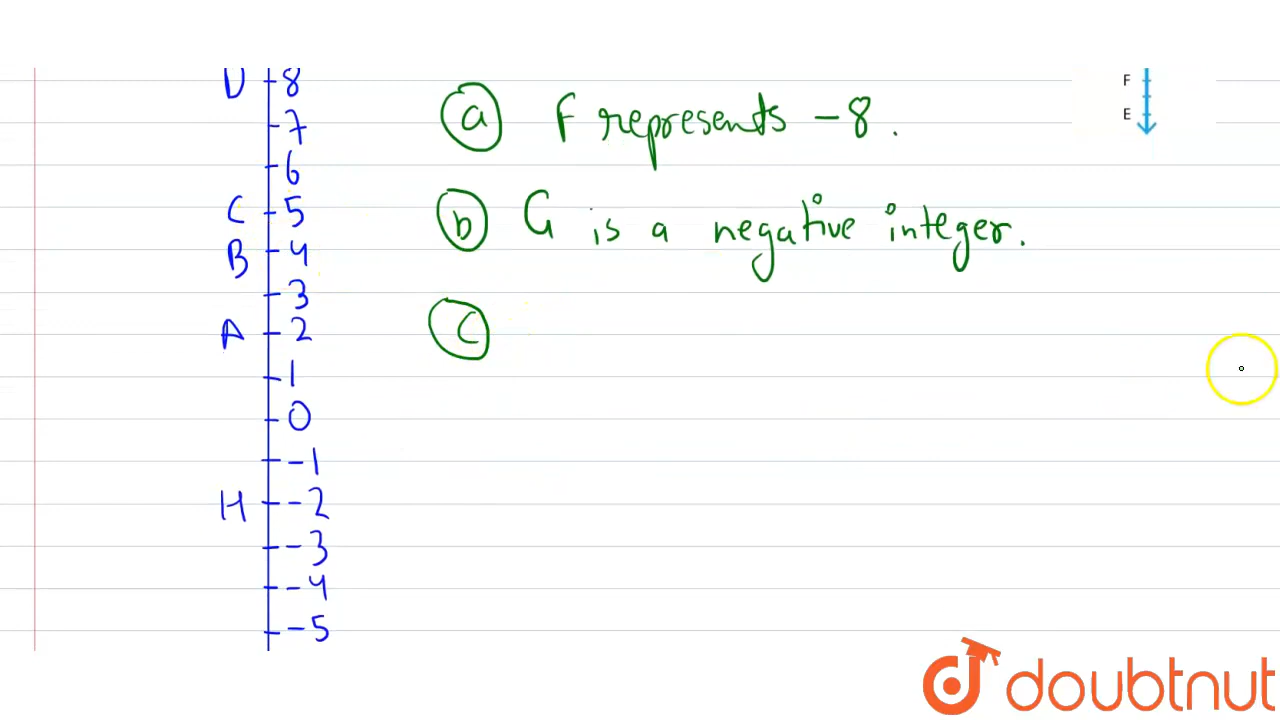 D 8
7
6
C 5
B 4
3
A 2
1
0
-1
H -2
-3
-4
-5
a F represents -8.
b G is a negative integer.
C
F
E
doubtnut